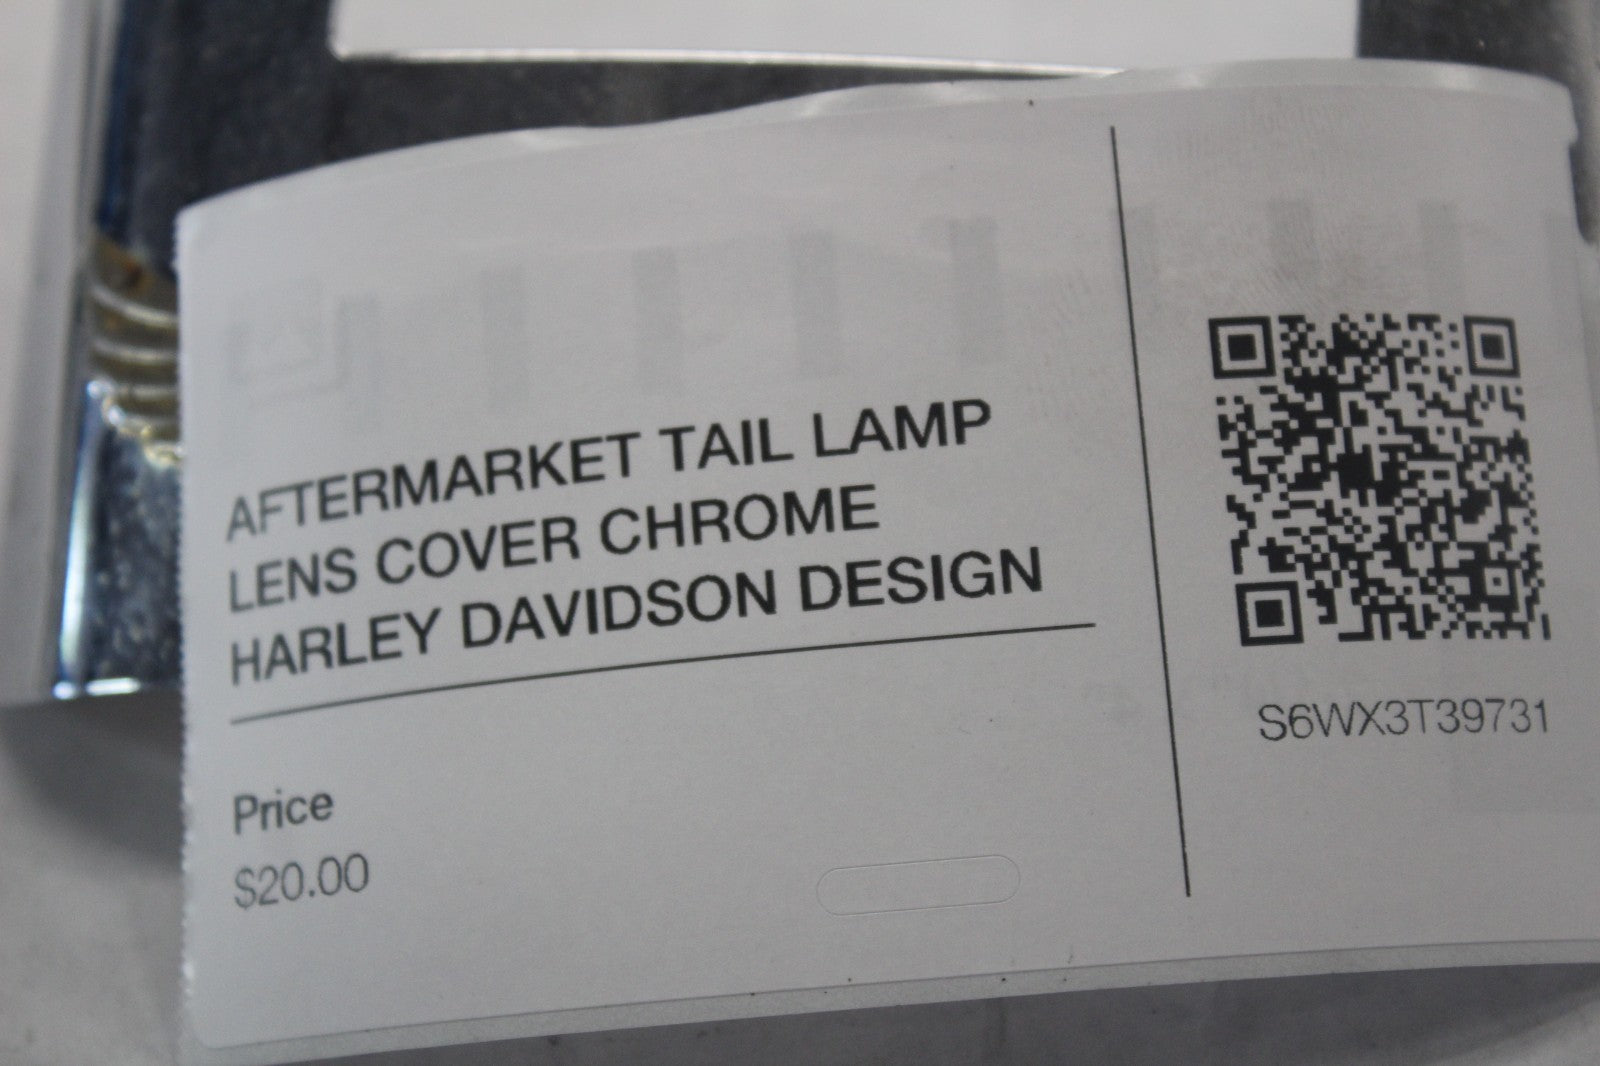 AFTERMARKET TAIL LAMP
LENS COVER CHROME
HARLEY DAVIDSON DESIGN
Price
$20.00
S6WX3T39731